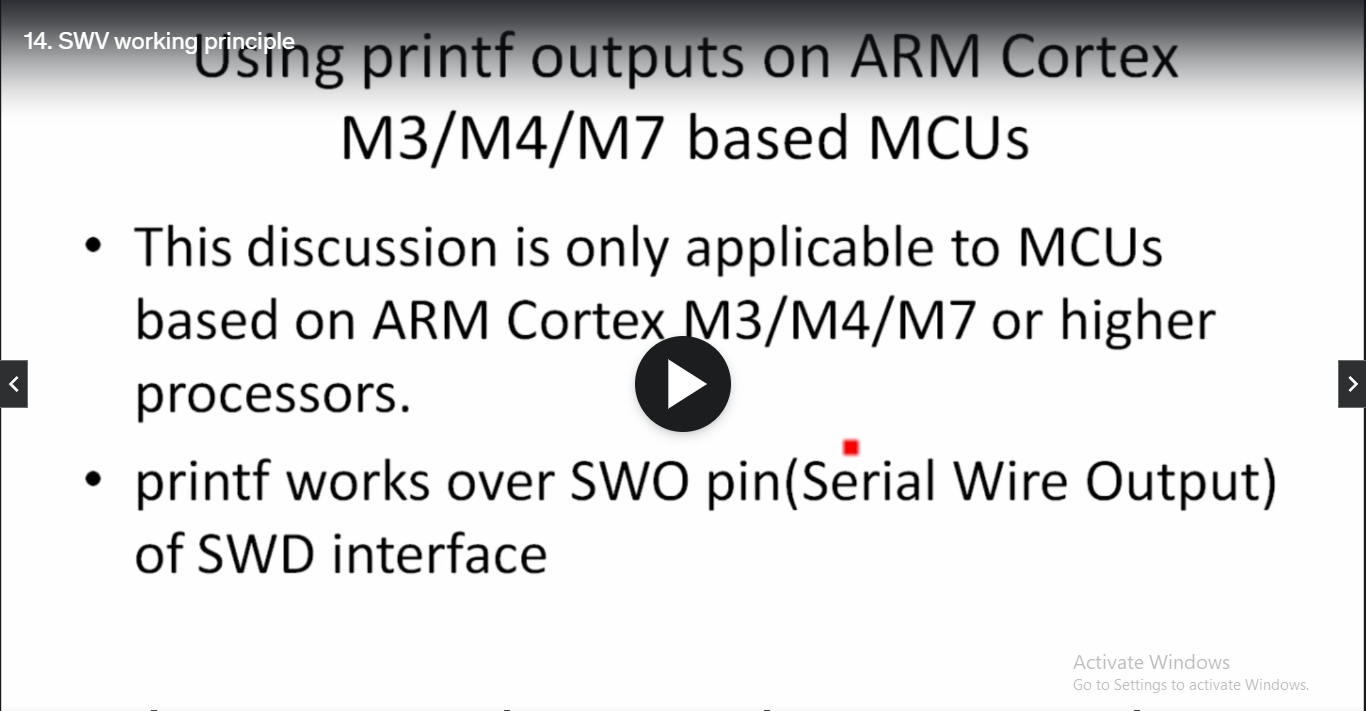 14. SWV working principle
Using printf outputs on ARM Cortex
M3/M4/M7 based MCUs
• This discussion is only applicable to MCUs
based on ARM Cortex M3/M4/M7 or higher
processors.
• printf works over SWO pin(Serial Wire Output)
of SWD interface
Activate Windows
Go to Settings to activate Windows.